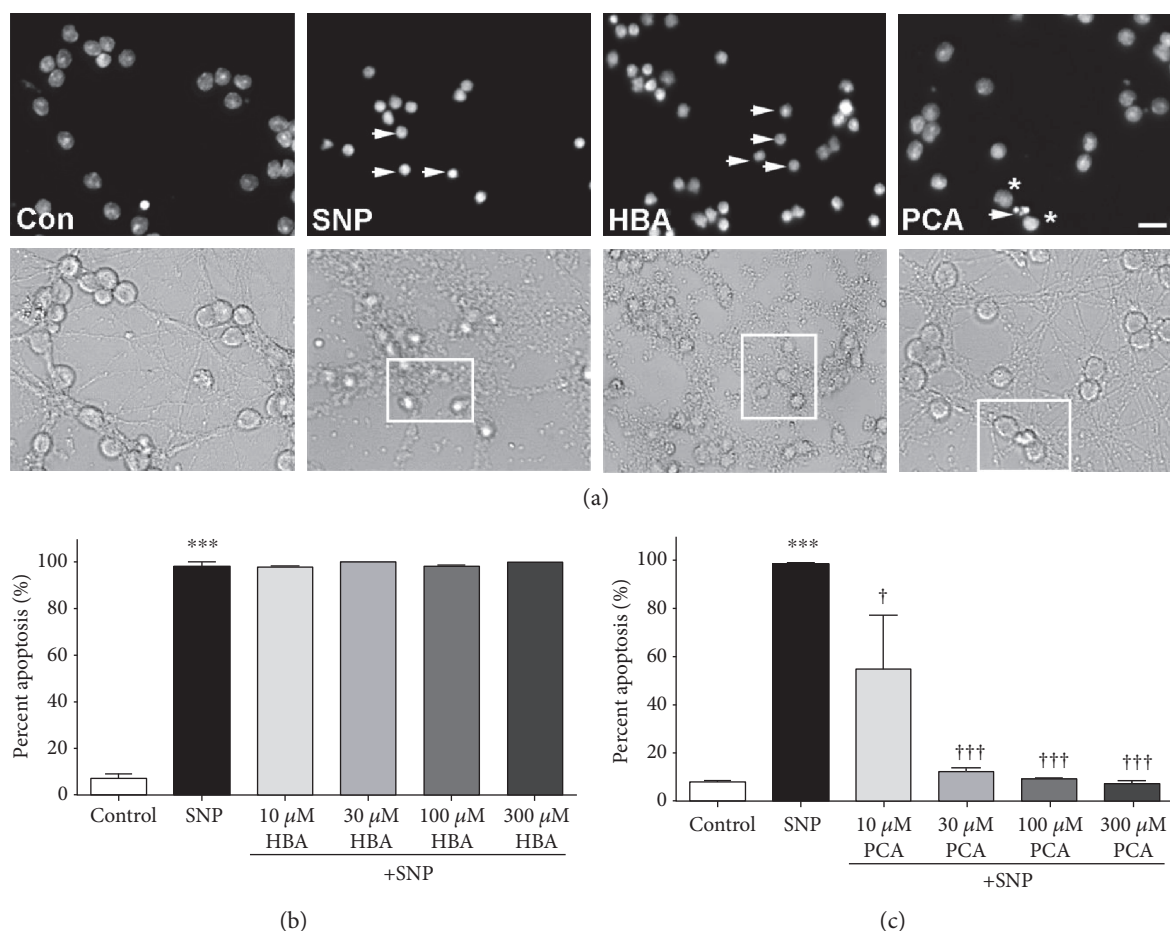 Con
SNP
HBA
PCA
*
*
(a)
Percent apoptosis (%)
100
80
60
40
20
0
***
Control
SNP
10 μM
HBA
30 μM
HBA
100 μM
HBA
300 μM
HBA
+SNP
(b)
Percent apoptosis (%)
100
80
60
40
20
0
***
†
†††
†††
†††
Control
SNP
10 μM
PCA
30 μM
PCA
100 μM
PCA
300 μM
PCA
+SNP
(c)